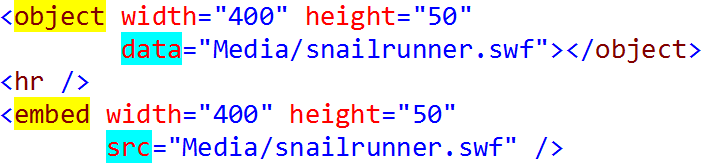 <object width="400" height="50"
data="Media/snailrunner.swf"></object>
<hr />
<embed width="400" height="50"
src="Media/snailrunner.swf" />